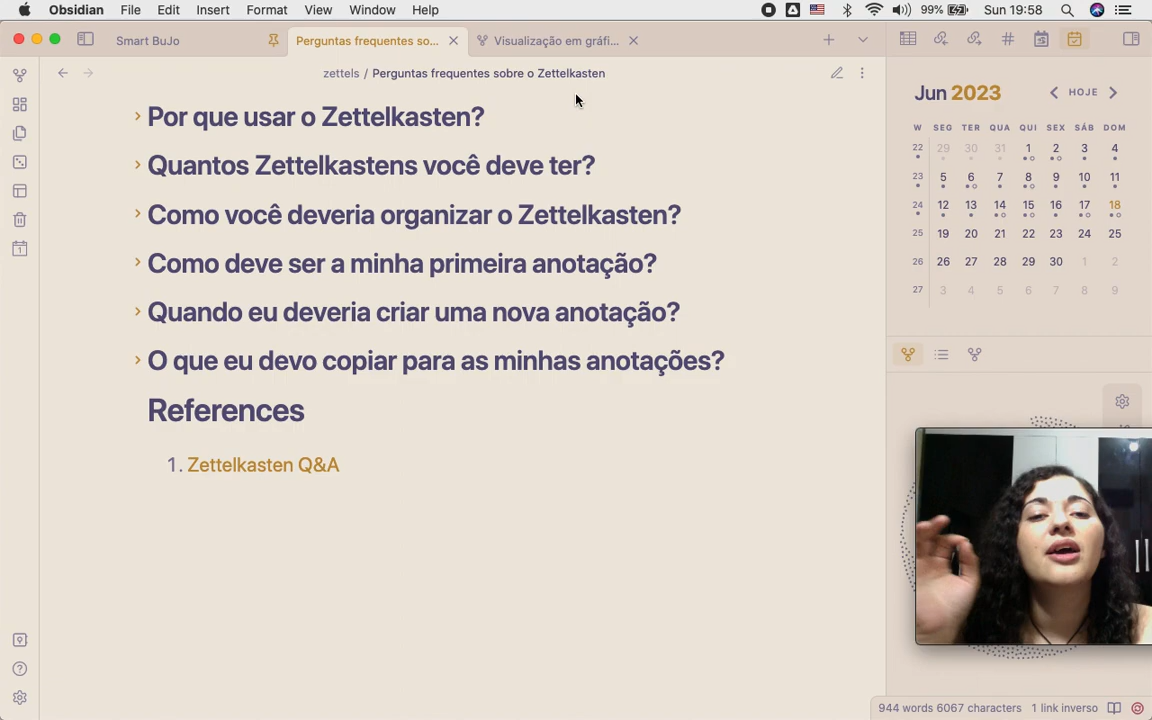 Obsidian File Edit Insert Format View Window Help 99% Sun 19:58
Smart BuJo Perguntas frequentes so... Visualização em gráfi...
zettels / Perguntas frequentes sobre o Zettelkasten
Por que usar o Zettelkasten?
Quantos Zettelkastens você deve ter?
Como você deveria organizar o Zettelkasten?
Como deve ser a minha primeira anotação?
Quando eu deveria criar uma nova anotação?
O que eu devo copiar para as minhas anotações?
References
1. Zettelkasten Q&A
Jun 2023 HOJE
W SEG TER QUA QUI SEX SÁB DOM
22 29 30 31 1 2 3 4
23 5 6 7 8 9 10 11
24 12 13 14 15 16 17 18
25 19 20 21 22 23 24 25
26 26 27 28 29 30 1 2
27 3 4 5 6 7 8 9
944 words 6067 characters 1 link inverso